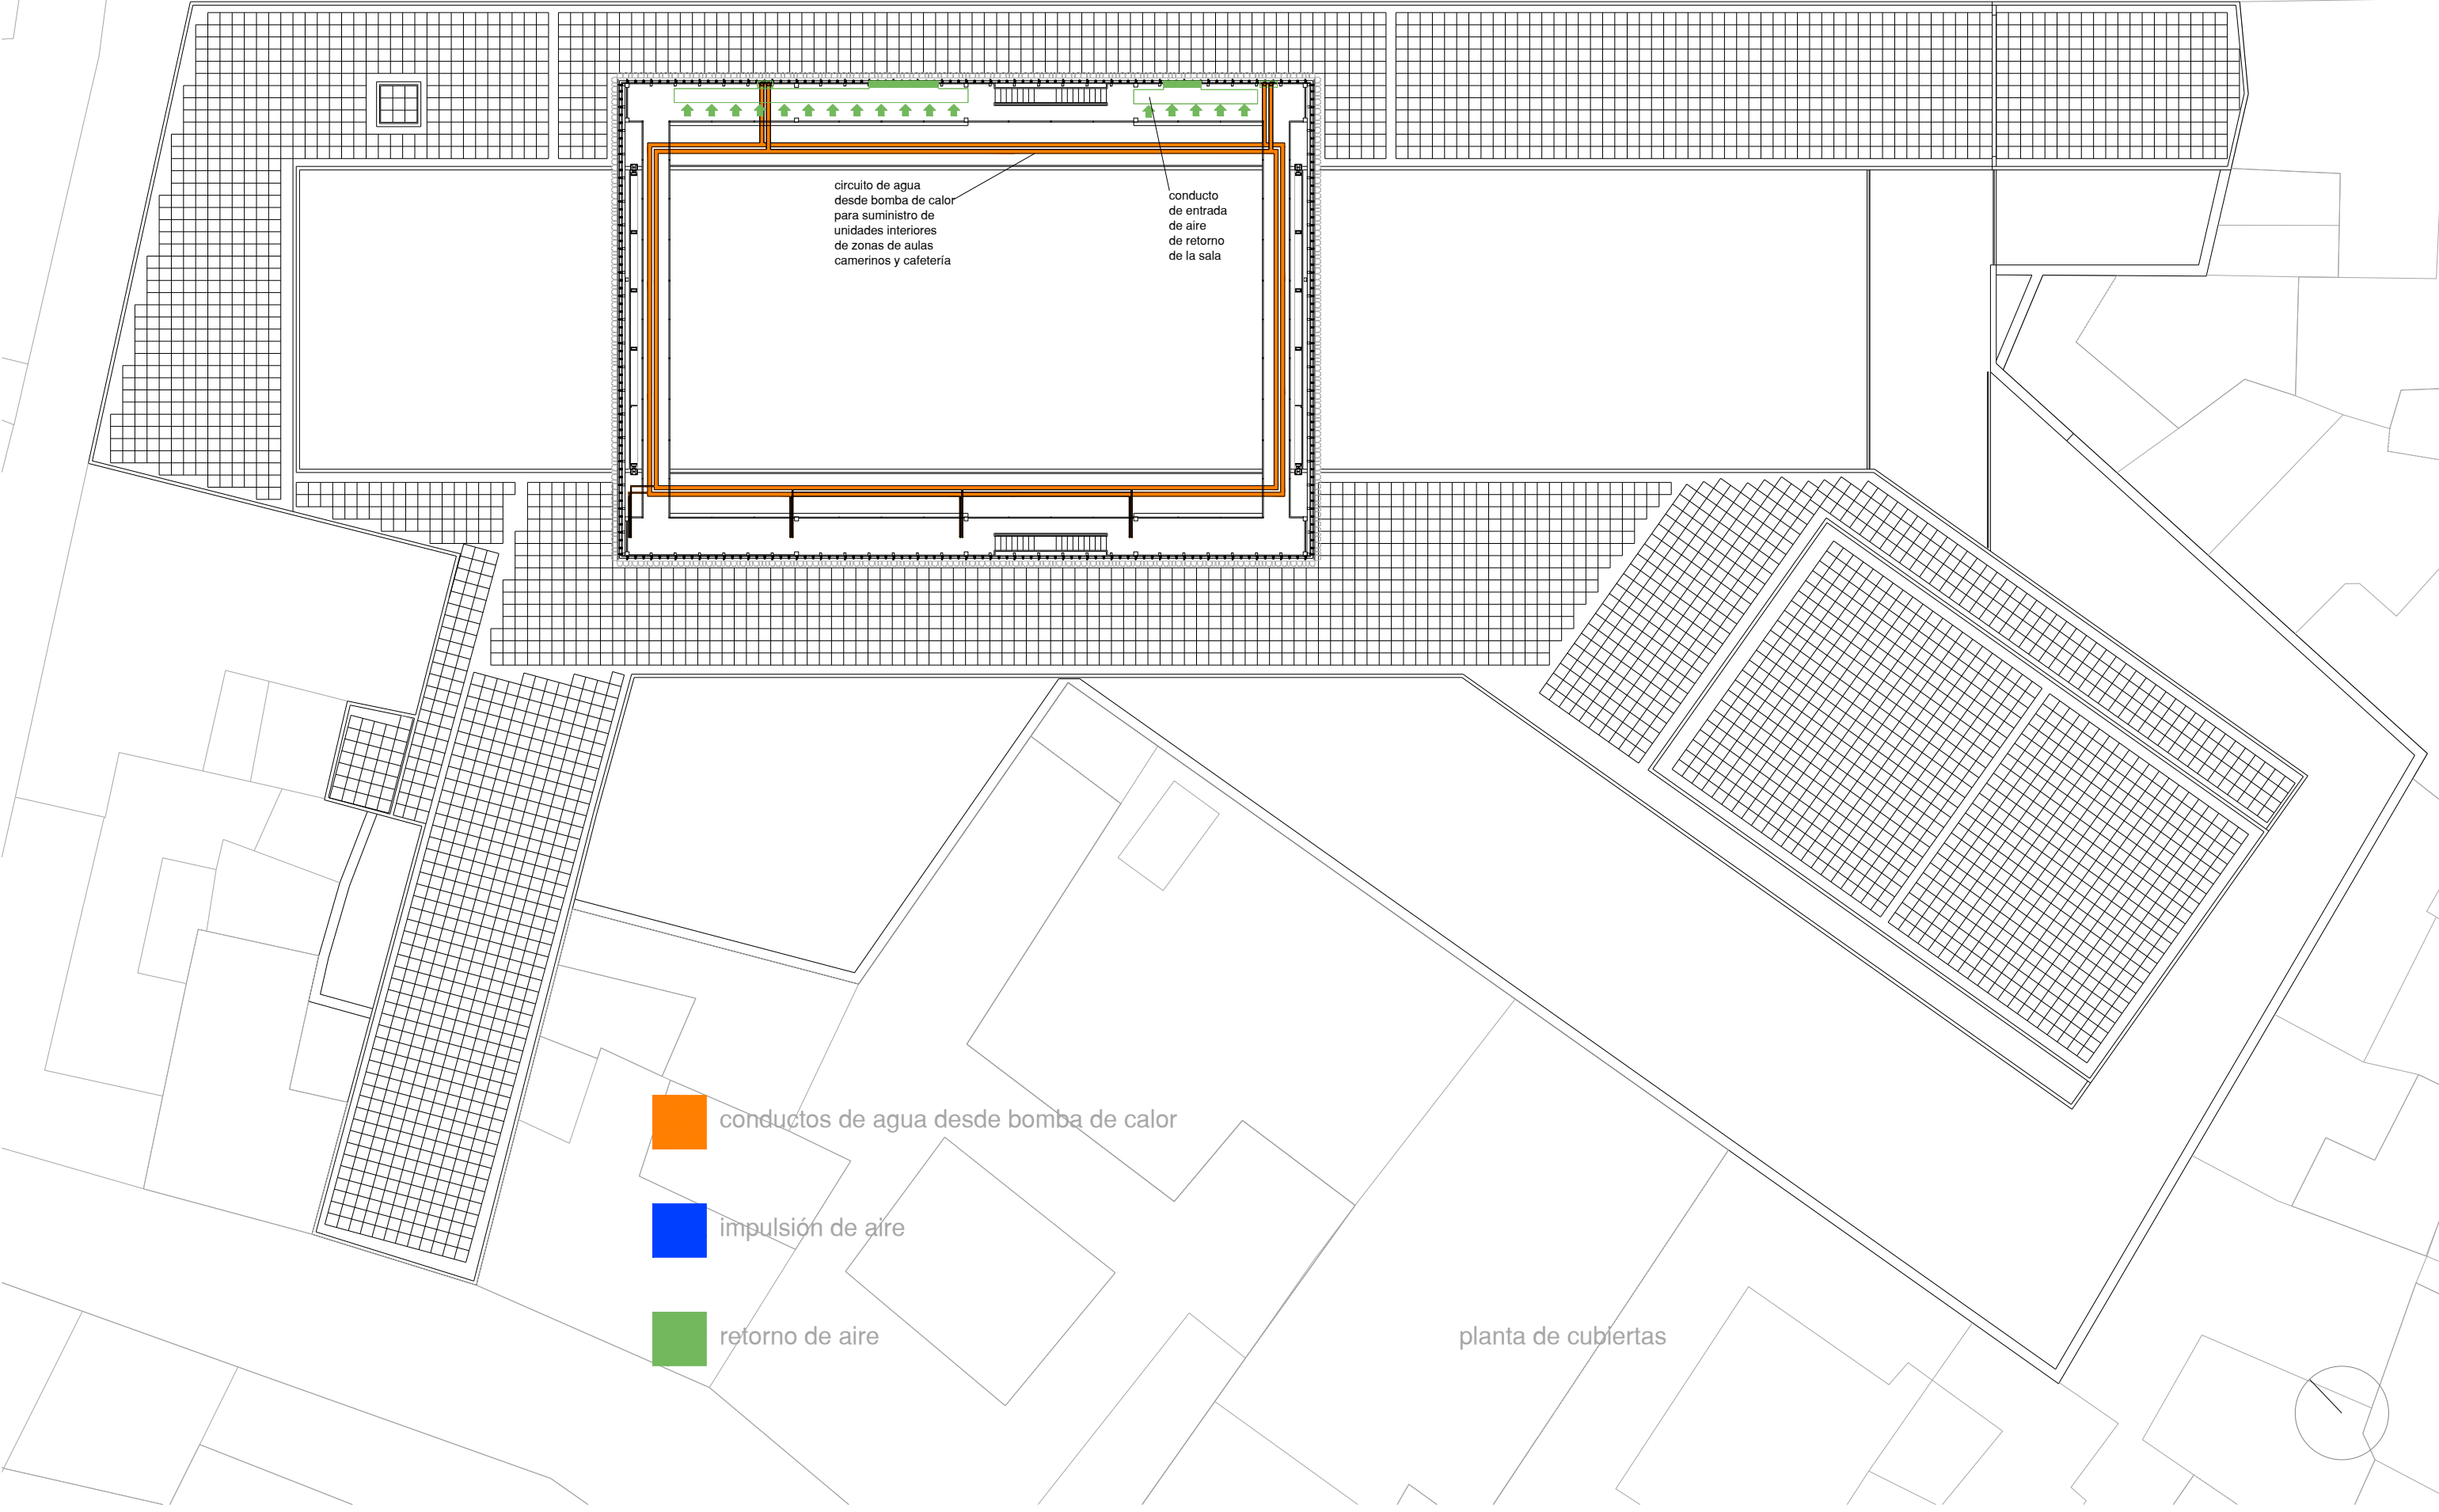 circuito de agua
desde bomba de calor
para suministro de
unidades interiores
de zonas de aulas
camerinos y cafetería
conducto
de entrada
de aire
de retorno
de la sala
conductos de agua desde bomba de calor
impulsión de aire
retorno de aire
planta de cubiertas